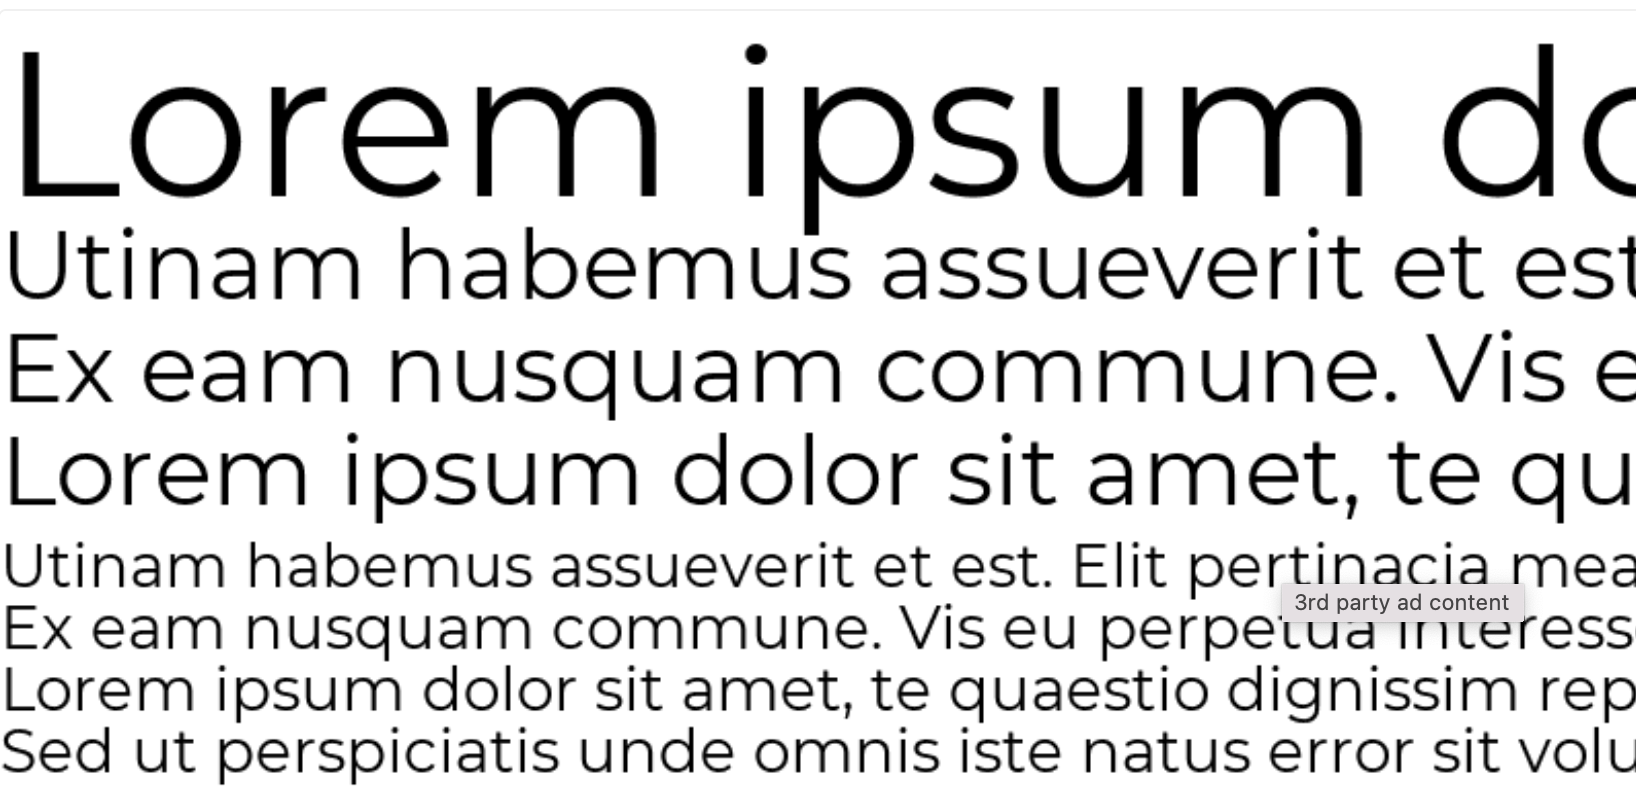 Lorem ipsum do
Utinam habemus assueverit et est
Ex eam nusquam commune. Vis e
Lorem ipsum dolor sit amet, te qu
Utinam habemus assueverit et est. Elit pertinacia mea
3rd party ad content
Ex eam nusquam commune. Vis eu perpetua interess
Lorem ipsum dolor sit amet, te quaestio dignissim rep
Sed ut perspiciatis unde omnis iste natus error sit volu